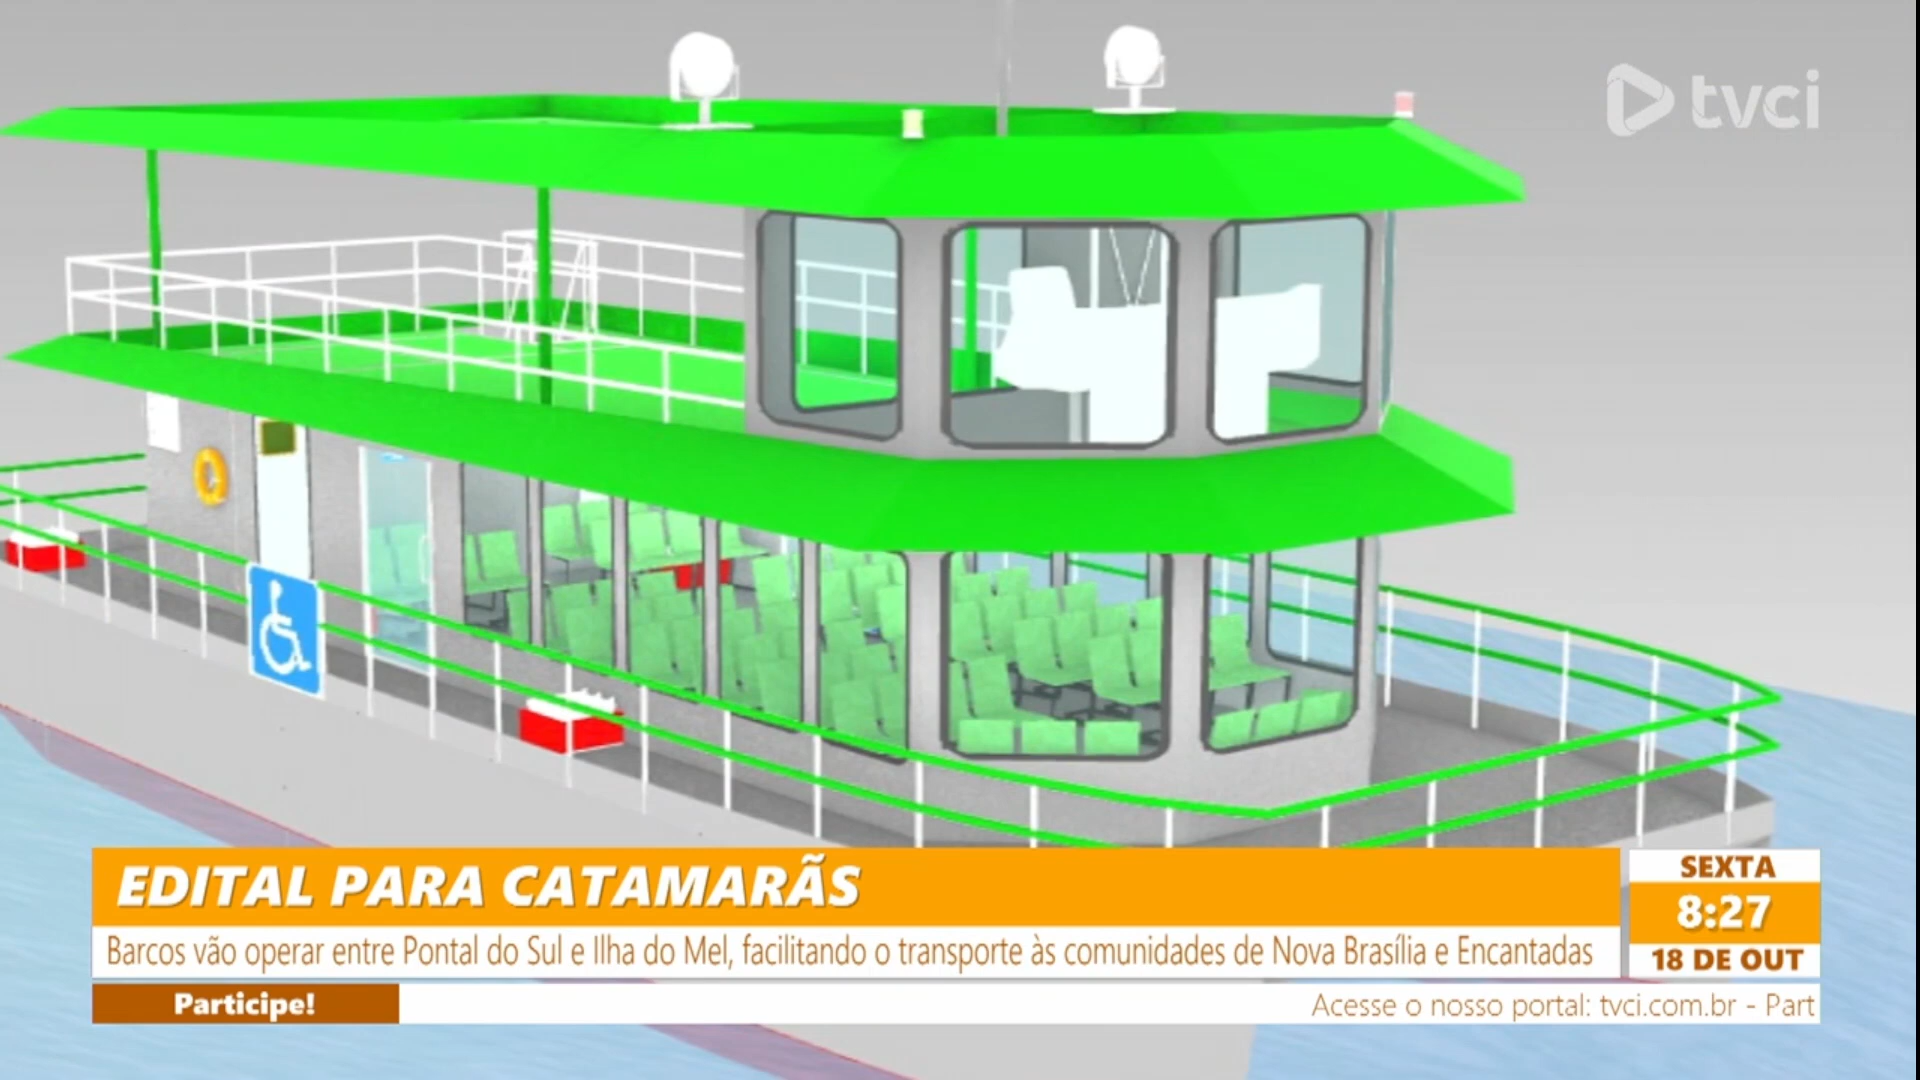 tvci
EDITAL PARA CATAMARÃS
Barcos vão operar entre Pontal do Sul e Ilha do Mel, facilitando o transporte às comunidades de Nova Brasília e Encantadas
SEXTA
8:27
18 DE OUT
Participe!
Acesse o nosso portal: tvci.com.br - Part